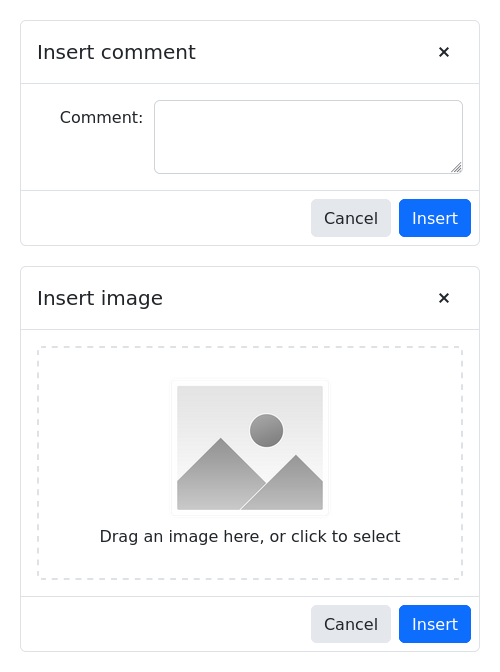 Insert comment ×
Comment:
Cancel Insert
Insert image ×
Drag an image here, or click to select
Cancel Insert